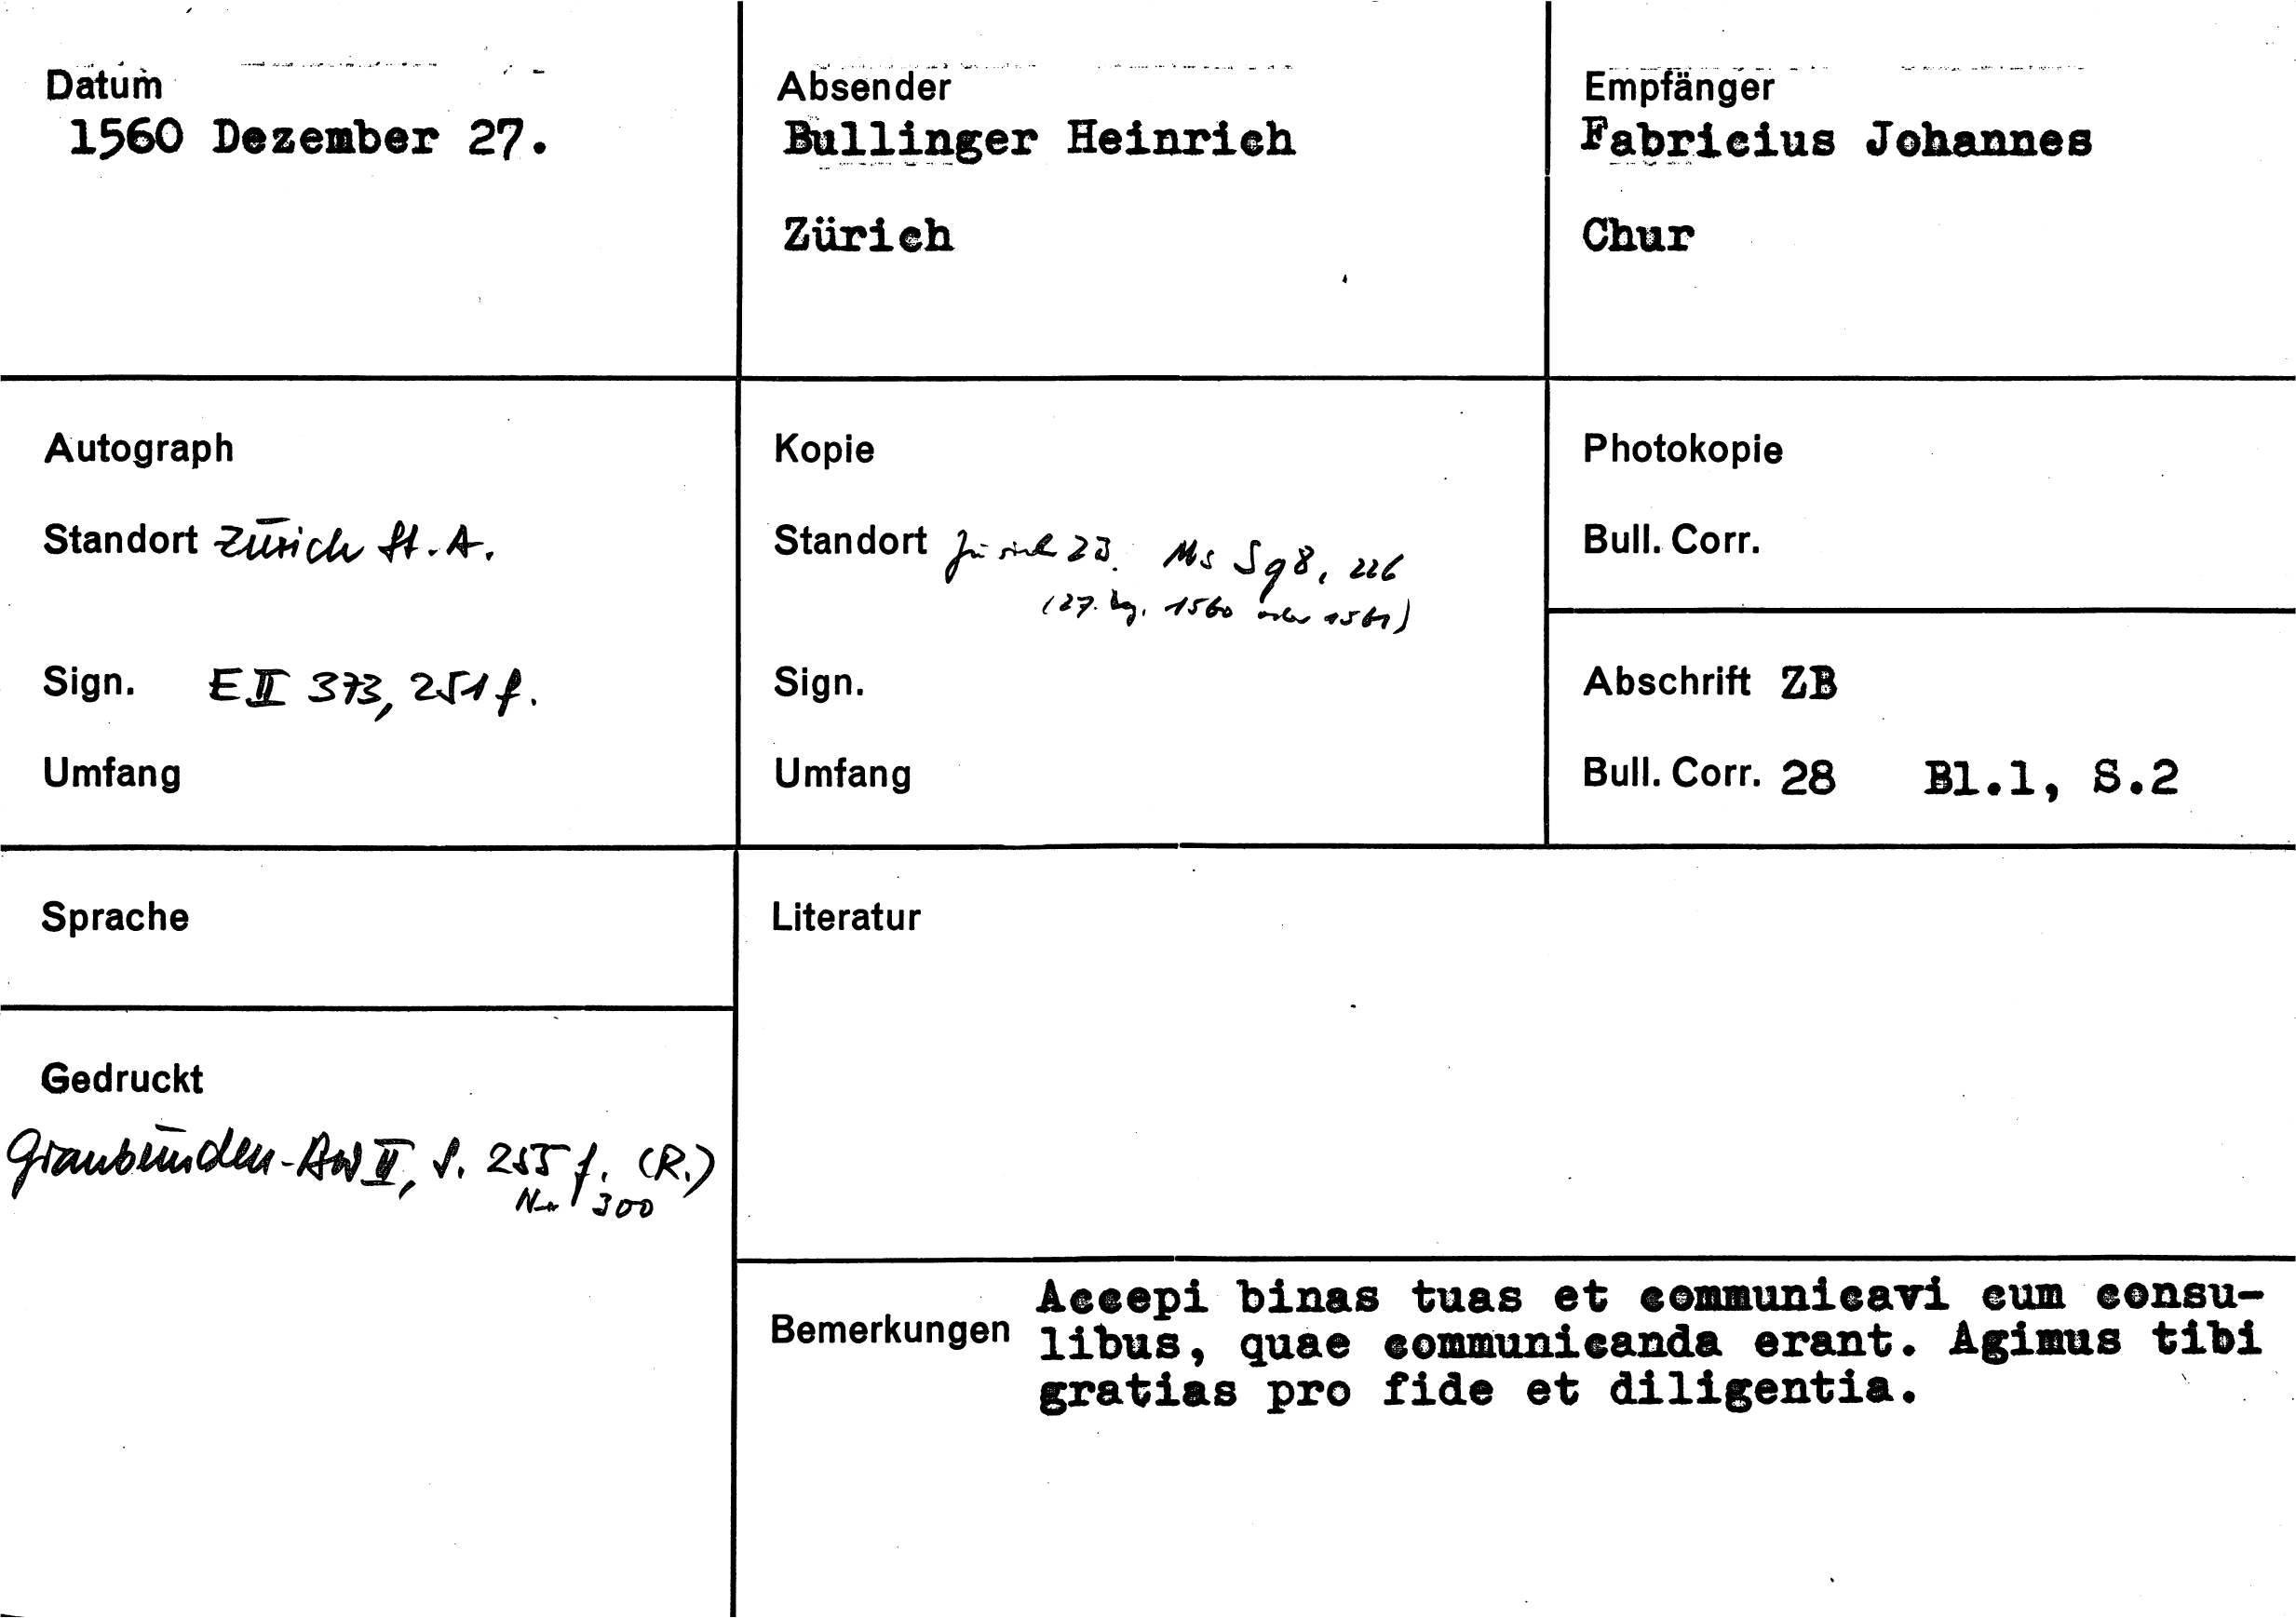 Datum
1560 Dezember 27.
Absender
Bullinger Heinrich
Zürich
Empfänger
Fabricius Johannes
Chur
Autograph
Standort Zürich St. A.
Sign. E II 373, 251 f.
Umfang
Kopie
Standort Zürich ZB. Ms S 98, 226
(27. 1560 oder 1561)
Sign.
Umfang
Photokopie
Bull. Corr.
Abschrift ZB
Bull. Corr. 28 Bl.1, S.2
Sprache
Gedruckt
Graubünden-BW II, S. 255 f. (R.)
Nr 300
Literatur
Bemerkungen
Accepi binas tuas et communicavi cum consu-
libus, quae communicanda erant. Agimus tibi
gratias pro fide et diligentia.